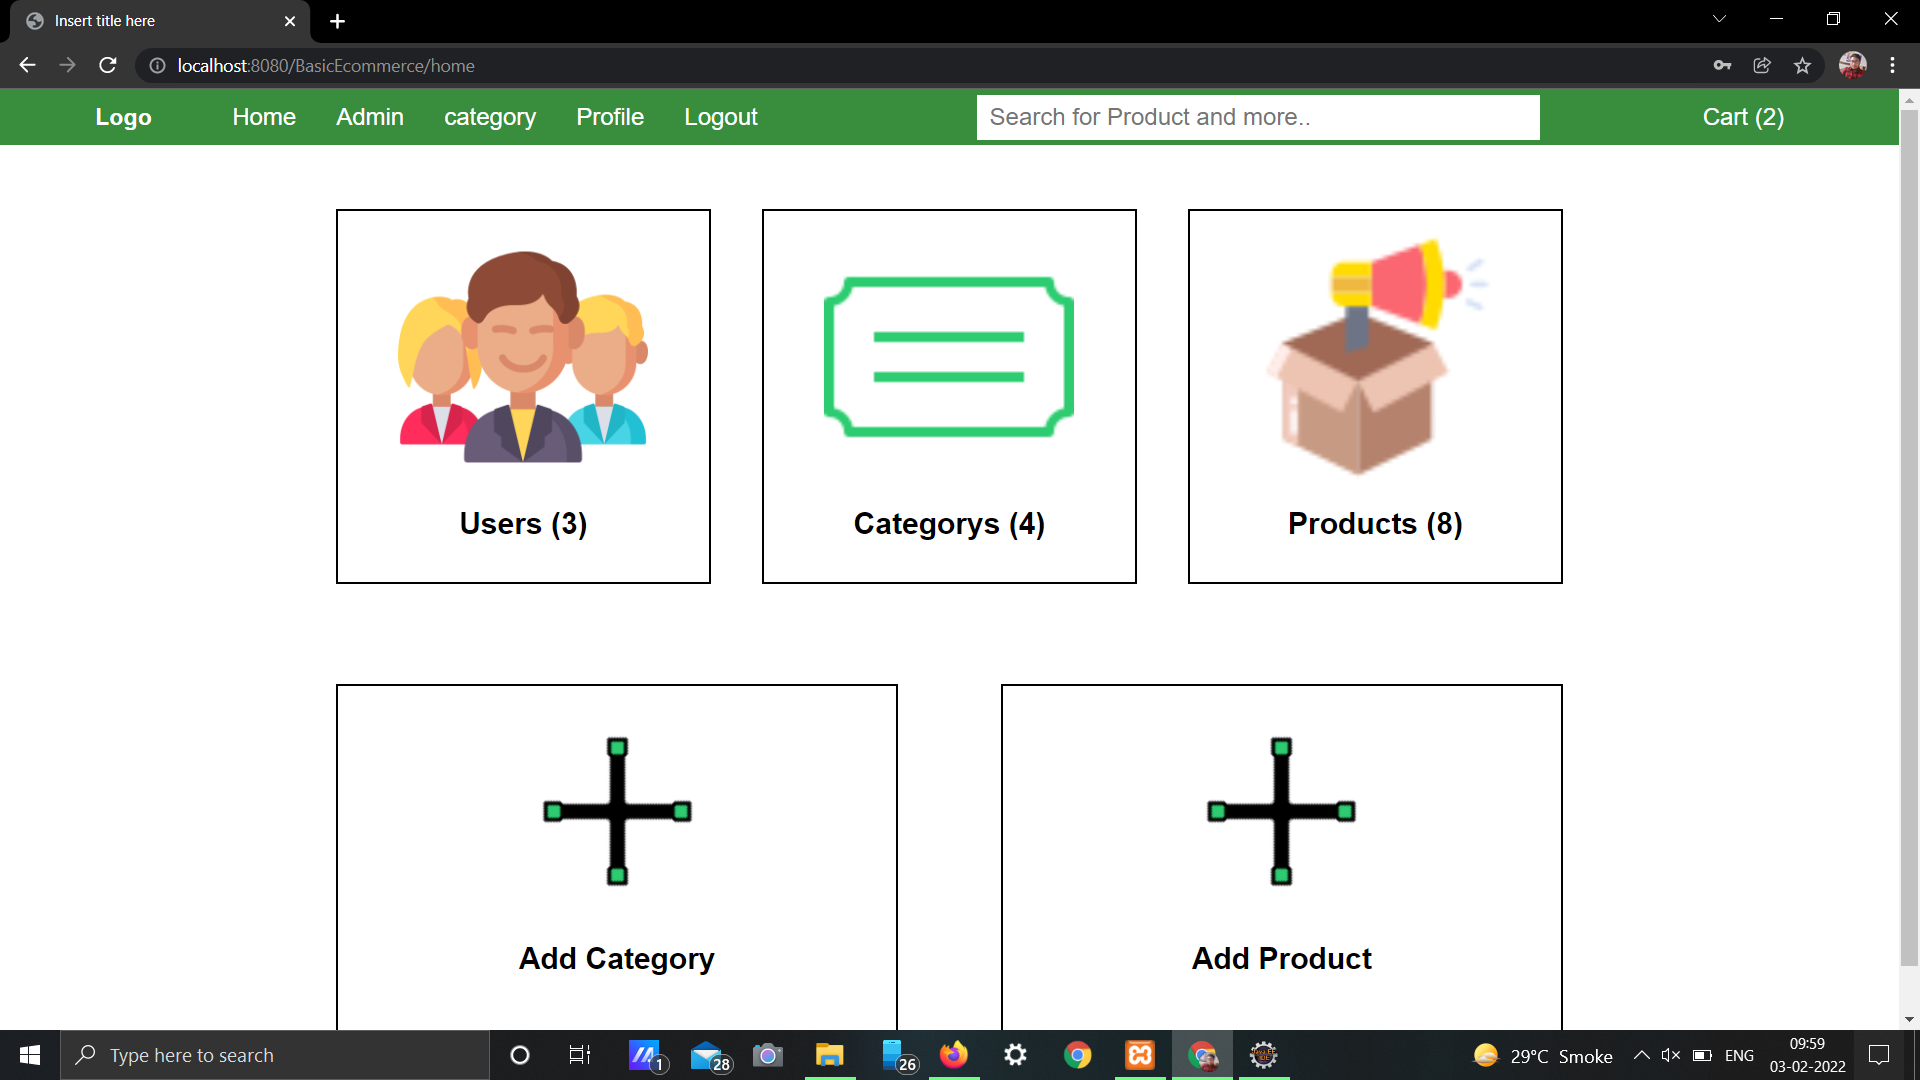 Insert title here
localhost:8080/BasicEcommerce/home
Logo Home Admin category Profile Logout Search for Product and more.. Cart (2)
Users (3) Categorys (4) Products (8)
Add Category Add Product
Type here to search 1 28 26 29°C Smoke ENG 09:59
03-02-2022